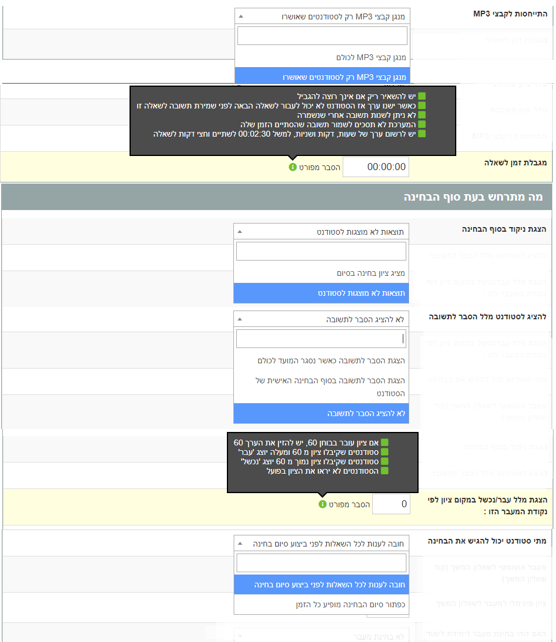 התייחסות לקבצי MP3
מנגן קבצי MP3 רק לסטודנטים שאושרו
מנגן קבצי MP3 לכולם
מנגן קבצי MP3 רק לסטודנטים שאושרו
יש להשאיר ריק אם אינך רוצה להגביל
כאשר ישנו ערך אז הסטודנט לא יכול לעבור לשאלה הבאה לפני שמירת תשובה לשאלה זו
לא ניתן לשנות תשובה אחרי שנשמרה
המערכת לא תסכים לשמור תשובה שהסתיים הזמן שלה
יש לרשום ערך של שעות, דקות ושניות, למשל 00:02:30 לשתיים וחצי דקות לשאלה
מגבלת זמן לשאלה
00:00:00
הסבר מפורט
מה מתרחש בעת סוף הבחינה
הצגת ניקוד בסוף הבחינה
תוצאות לא מוצגות לסטודנט
מציג ציון בחינה בסיום
תוצאות לא מוצגות לסטודנט
להציג לסטודנט מלל הסבר לתשובה
לא להציג הסבר לתשובה
הצגת הסבר לתשובה כאשר נסגר המועד לכולם
הצגת הסבר לתשובה בסוף הבחינה האישית של
הסטודנט
לא להציג הסבר לתשובה
אם ציון עובר בבוחן 60, יש להזין את הערך 60
סטודנטים שקיבלו ציון מ 60 ומעלה יוצג 'עבר'
סטודנטים שקיבלו ציון נמוך מ 60 יוצג 'נכשל'
הסטודנטים לא יראו את הציון בפועל
הצגת מלל עבר/נכשל במקום ציון לפי
נקודת המעבר הזו :
0
הסבר מפורט
מתי סטודנט יכול להגיש את הבחינה
חובה לענות לכל השאלות לפני ביצוע סיום בחינה
חובה לענות לכל השאלות לפני ביצוע סיום בחינה
כפתור סיום הבחינה מופיע כל הזמן